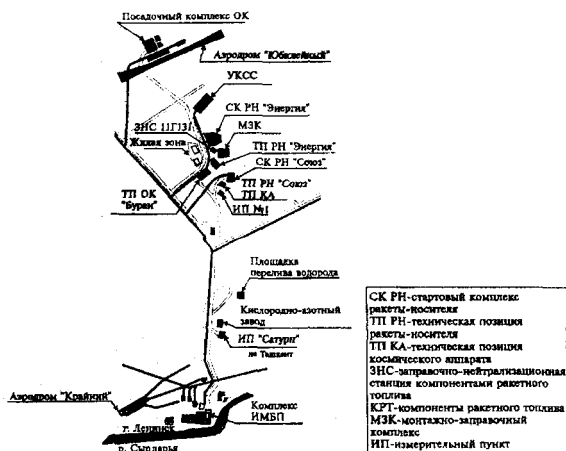 Посадочный комплекс ОК
Аэродром "Юбилейный"
УКСС
СК РН "Энергия"
ЗНС 11Г131
МЗК
Жилая зона
ТП РН "Энергия"
СК РН "Союз"
ТП РН "Союз"
ТП ОК
"Буран"
ТП КА
ИП №1
Площадка
перелива водорода
Кислородно-азотный
завод
ИП "Сатурн"
на Ташкент
Аэродром "Крайний"
Комплекс
ИМБП
г. Ленинск
р. Сырдарья
СК РН-стартовый комплекс
ракеты-носителя
ТП РН-техническая позиция
ракеты-носителя
ТП КА-техническая позиция
космического аппарата
ЗНС-заправочно-нейтрализационная
станция компонентами ракетного
топлива
КРТ-компоненты ракетного топлива
МЗК-монтажно-заправочный
комплекс
ИП-измерительный пункт